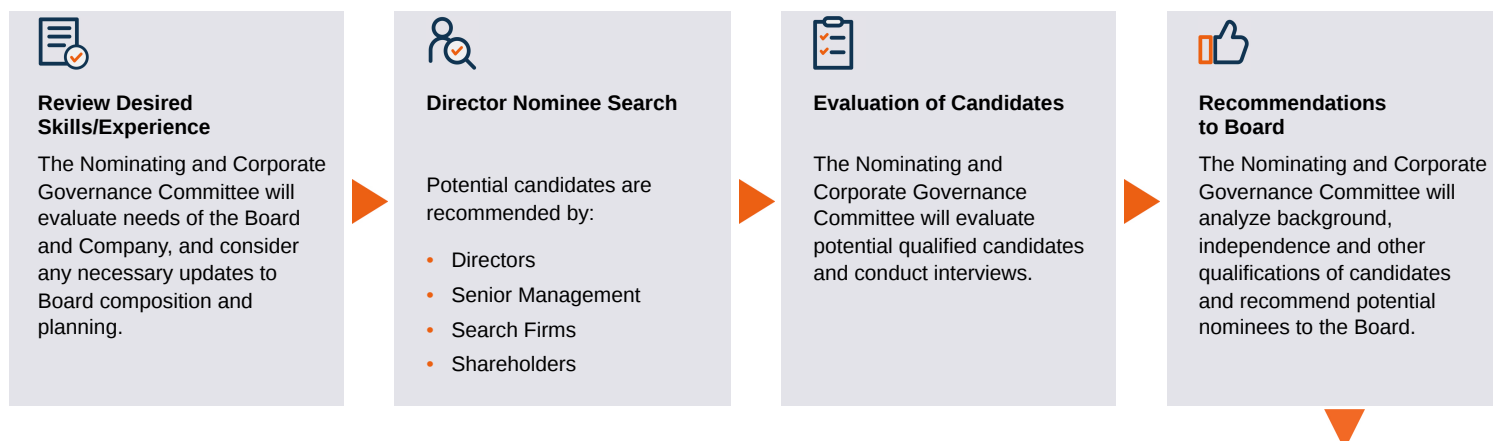 Review Desired
Skills/Experience
The Nominating and Corporate
Governance Committee will
evaluate needs of the Board
and Company, and consider
any necessary updates to
Board composition and
planning.
Director Nominee Search
Potential candidates are
recommended by:
• Directors
• Senior Management
• Search Firms
• Shareholders
Evaluation of Candidates
The Nominating and
Corporate Governance
Committee will evaluate
potential qualified candidates
and conduct interviews.
Recommendations
to Board
The Nominating and Corporate
Governance Committee will
analyze background,
independence and other
qualifications of candidates
and recommend potential
nominees to the Board.